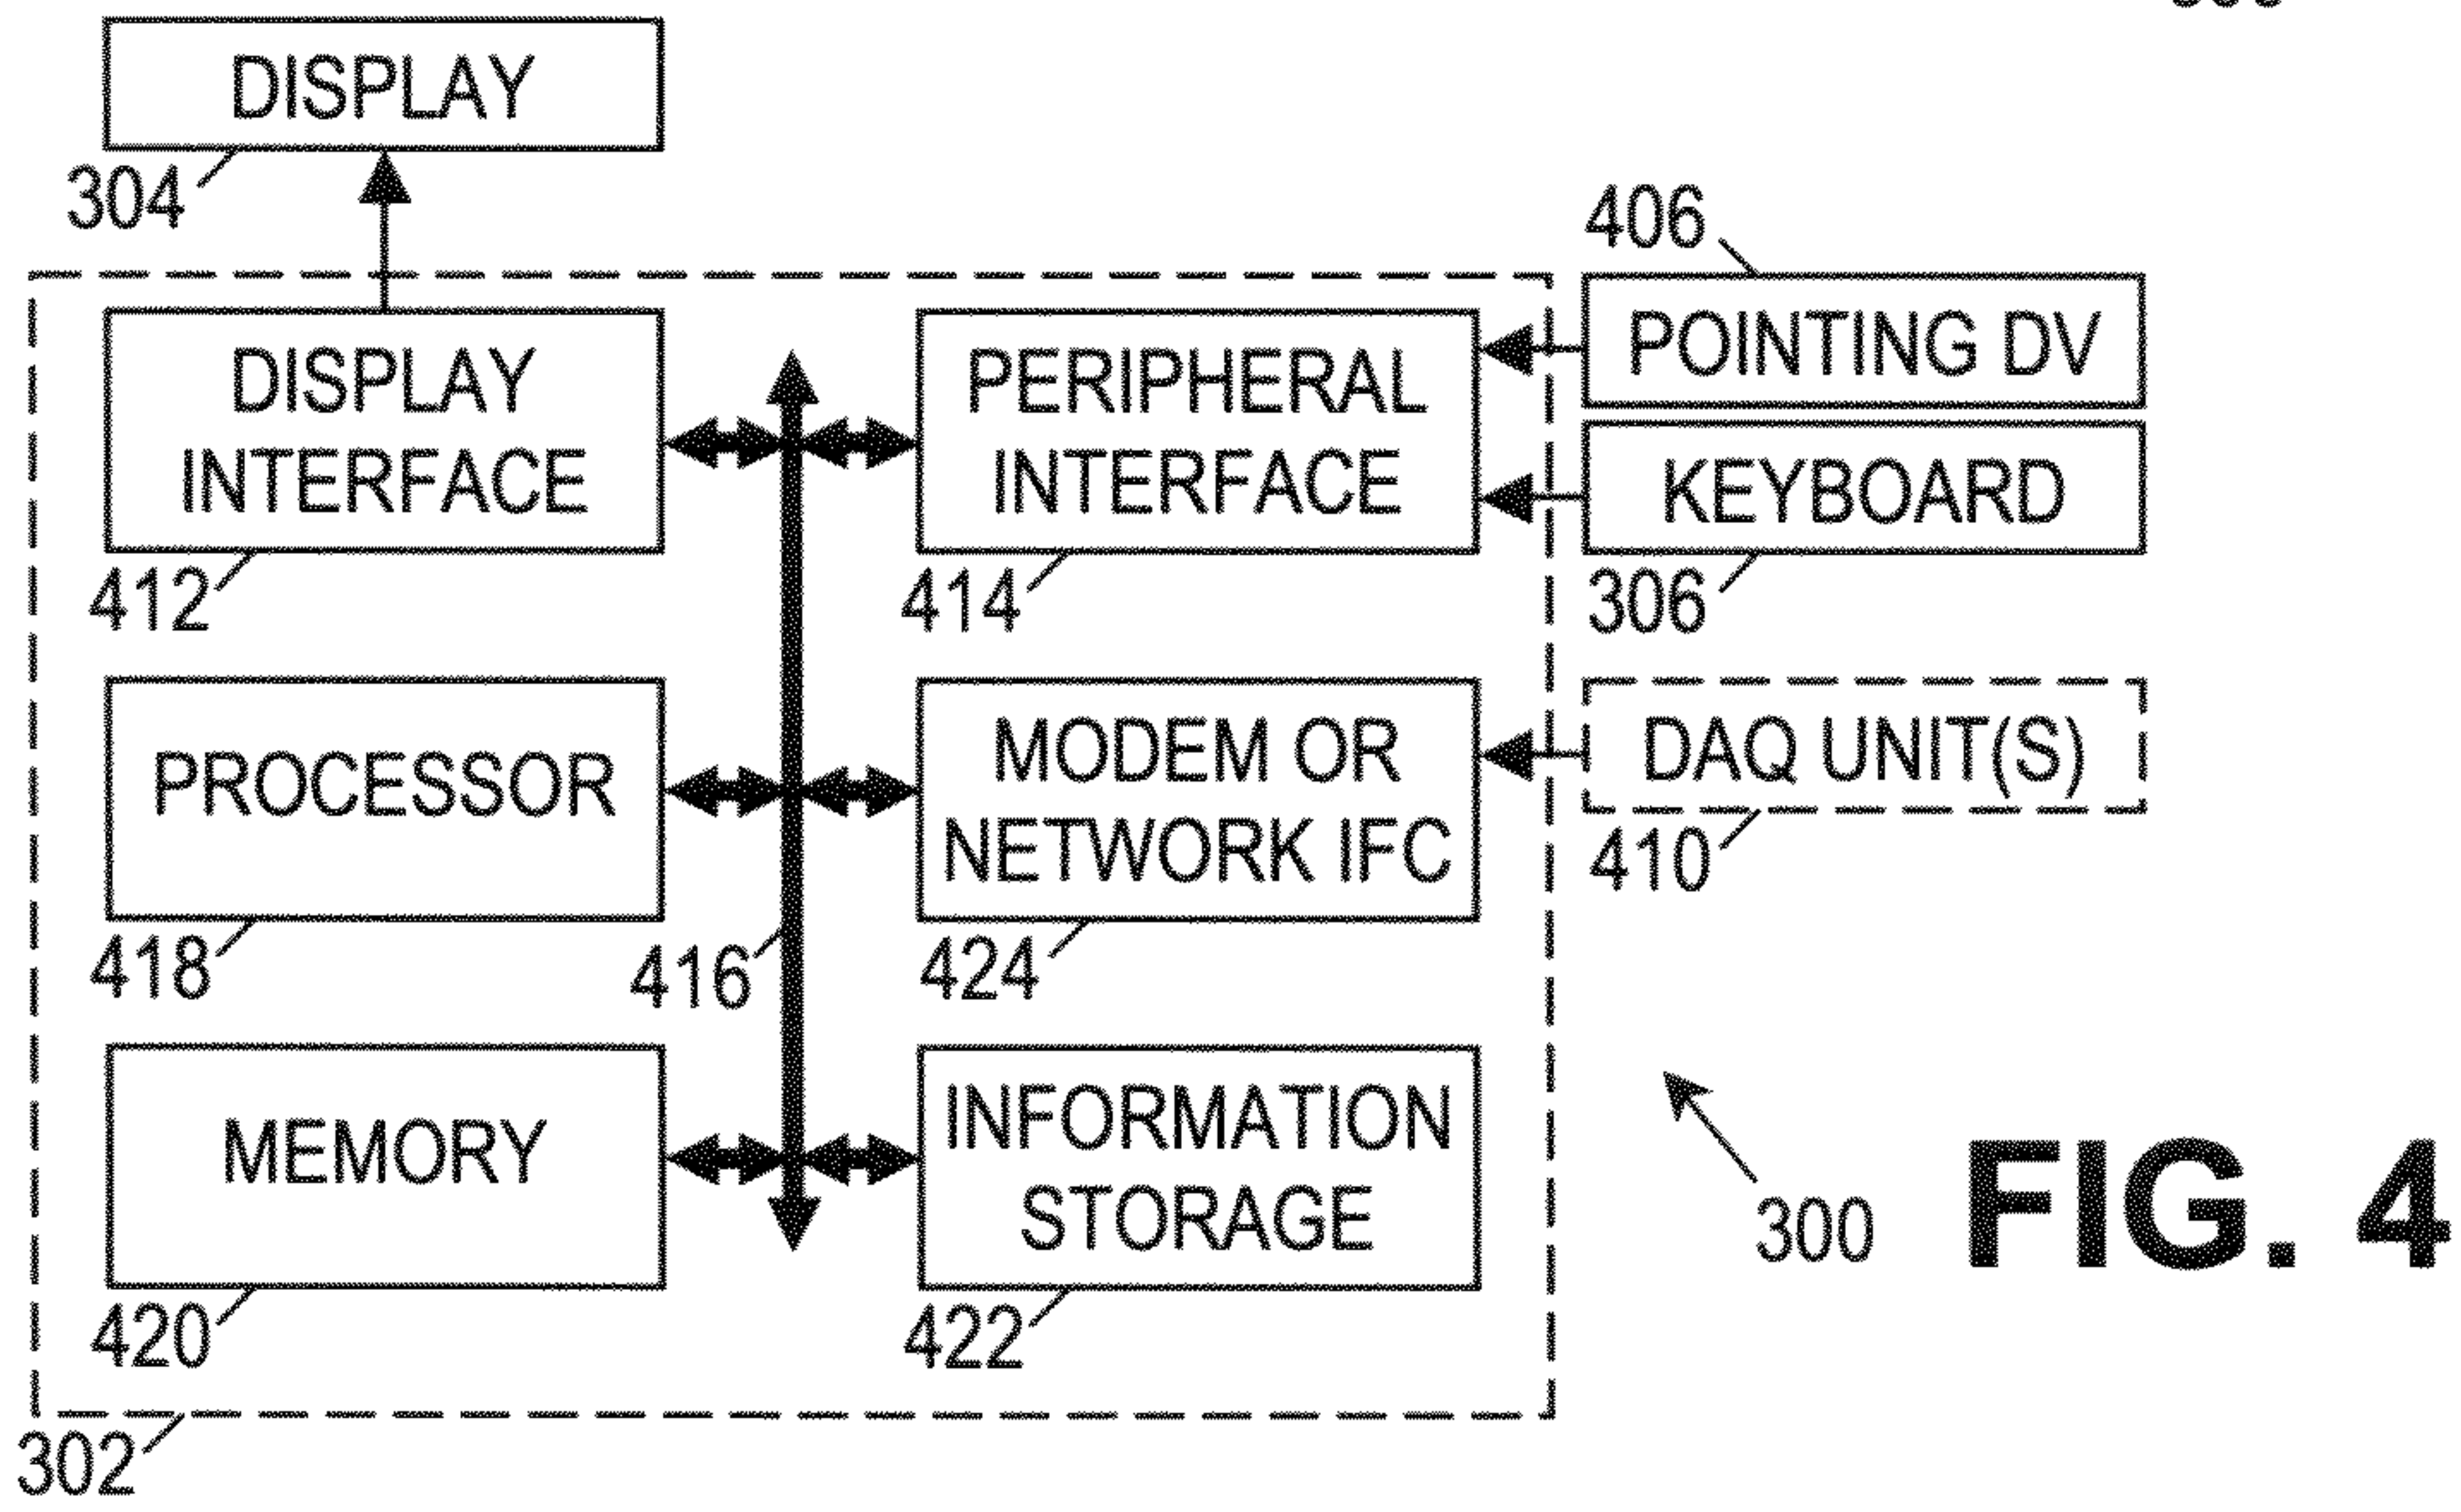 DISPLAY
304
406
DISPLAY
INTERFACE
PERIPHERAL
INTERFACE
POINTING DV
KEYBOARD
412
414
306
PROCESSOR
MODEM OR
NETWORK IFC
DAQ UNIT(S)
410
418
416
424
MEMORY
INFORMATION
STORAGE
300
FIG. 4
420
422
302